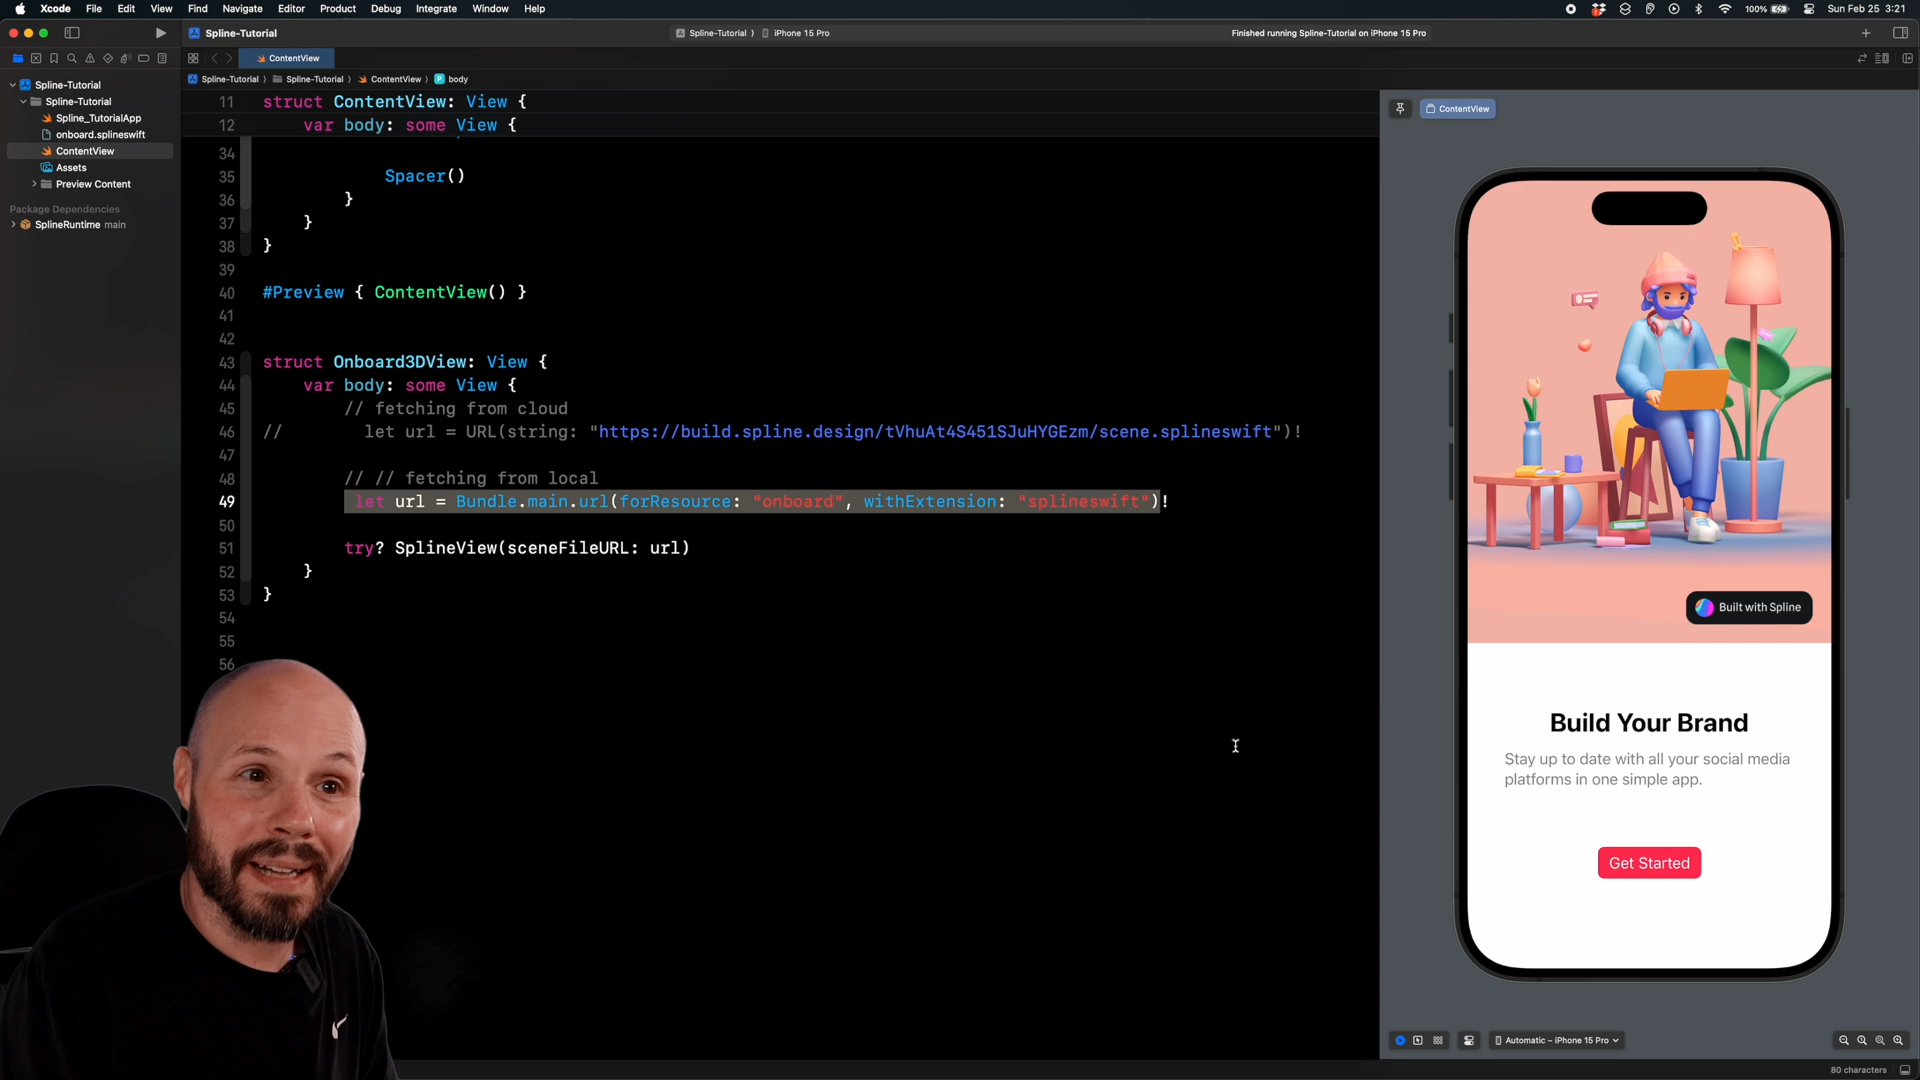 Xcode File Edit View Find Navigate Editor Product Debug Integrate Window Help
100% Sun Feb 25 3:21
Spline-Tutorial
Spline-Tutorial 〉 iPhone 15 Pro
Finished running Spline-Tutorial on iPhone 15 Pro
ContentView
Spline-Tutorial 〉 Spline-Tutorial 〉 ContentView 〉 P body
Spline-Tutorial
Spline-Tutorial
Spline_TutorialApp
onboard.splineswift
ContentView
Assets
Preview Content
Package Dependencies
SplineRuntime main
11 struct ContentView: View {
12 var body: some View {
34
35 Spacer()
36 }
37 }
38 }
39
40 #Preview { ContentView() }
41
42
43 struct Onboard3DView: View {
44 var body: some View {
45 // fetching from cloud
46 // let url = URL(string: "https://build.spline.design/tVhuAt4S451SJuHYGEzm/scene.splineswift")!
47
48 // // fetching from local
49 let url = Bundle.main.url(forResource: "onboard", withExtension: "splineswift")!
50
51 try? SplineView(sceneFileURL: url)
52 }
53 }
54
55
56
ContentView
Built with Spline
Build Your Brand
Stay up to date with all your social media
platforms in one simple app.
Get Started
Automatic – iPhone 15 Pro
80 characters